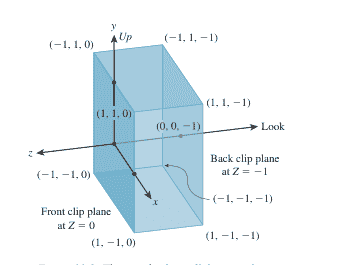 y
Up
(−1, 1, 0)
(−1, 1, −1)
(1, 1, 0)
(1, 1, −1)
(0, 0, −1)
Look
z
Back clip plane
at Z = −1
(−1, −1, 0)
(−1, −1, −1)
x
Front clip plane
at Z = 0
(1, −1, 0)
(1, −1, −1)